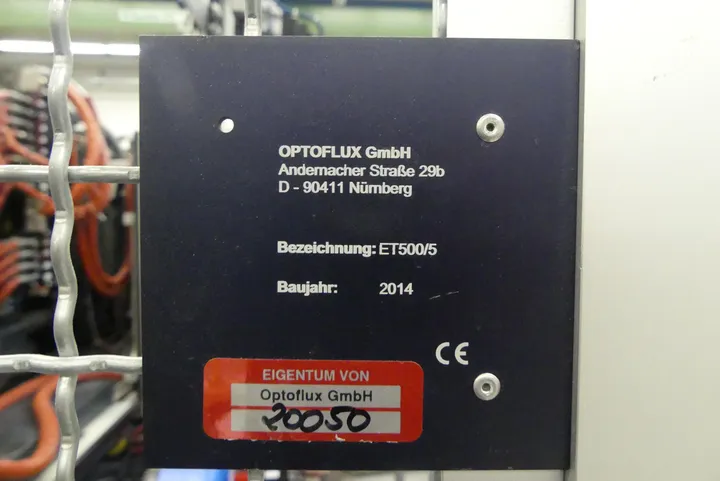 OPTOFLUX GmbH
Andernacher Straße 29b
D - 90411 Nürnberg
Bezeichnung: ET500/5
Baujahr: 2014
CE
EIGENTUM VON
Optoflux GmbH
20050